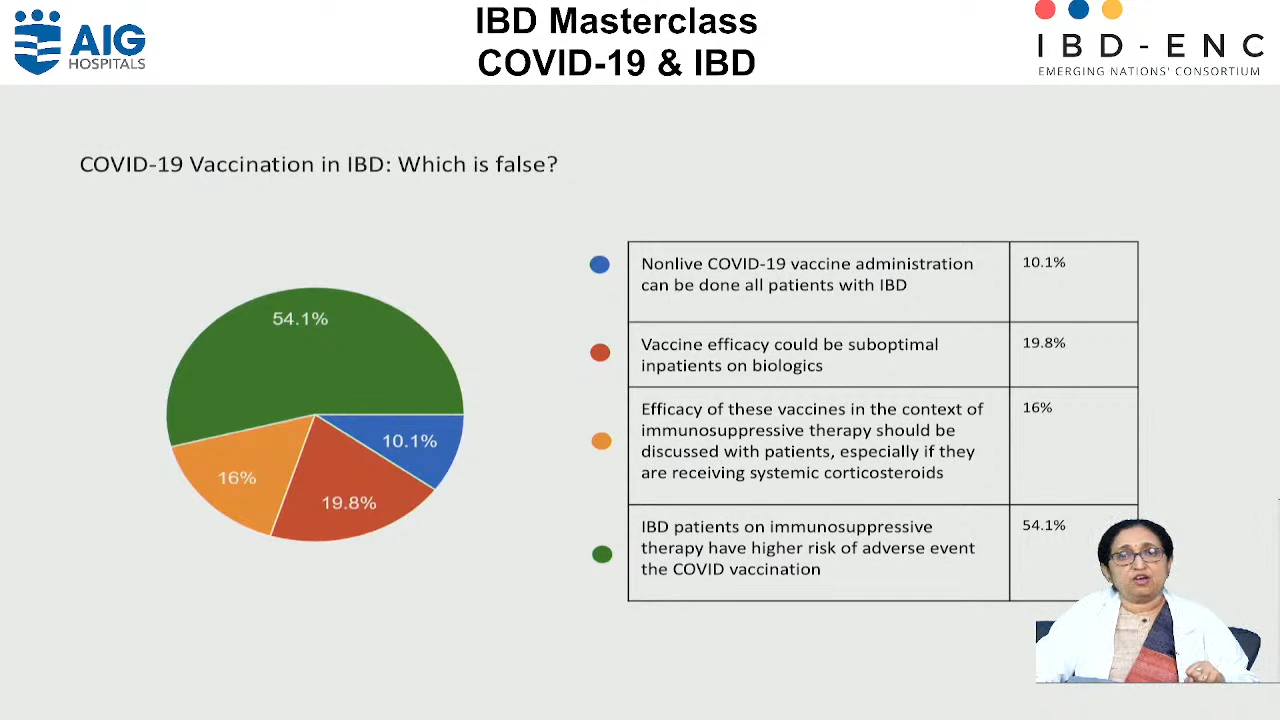 AIG
HOSPITALS
IBD Masterclass
COVID-19 & IBD
IBD-ENC
EMERGING NATIONS' CONSORTIUM
COVID-19 Vaccination in IBD: Which is false?
54.1%
10.1%
16%
19.8%
Nonlive COVID-19 vaccine administration
can be done all patients with IBD
10.1%
Vaccine efficacy could be suboptimal
inpatients on biologics
19.8%
Efficacy of these vaccines in the context of
immunosuppressive therapy should be
discussed with patients, especially if they
are receiving systemic corticosteroids
16%
IBD patients on immunosuppressive
therapy have higher risk of adverse event
the COVID vaccination
54.1%